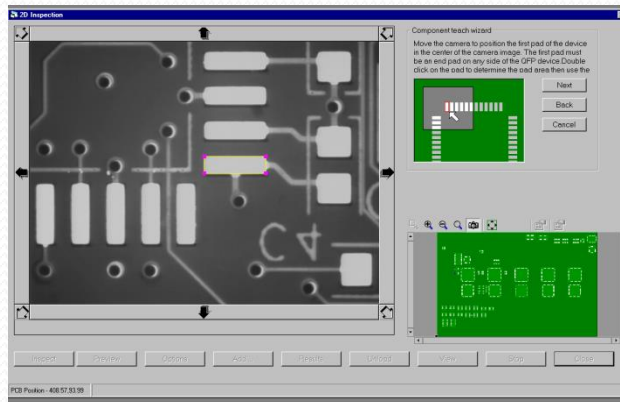 2D Inspection
Component teach wizard
Move the camera to position the first pad of the device
in the center of the camera image. The first pad must
be an end pad on any side of the QFP device.Double
click on the pad to determine the pad area then use the
Next
Back
Cancel
C4
Inspect Preview Options Add... Results Unload View Stop Close
PCB Position - 408.57,93.99